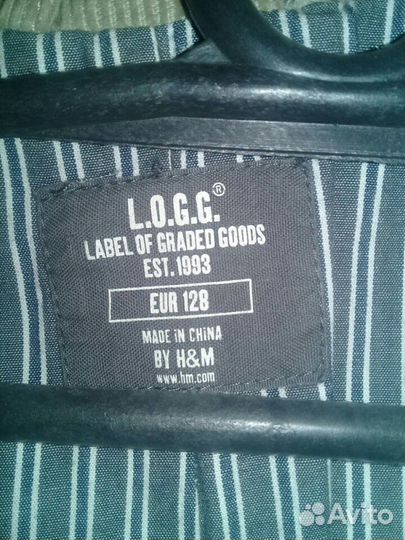 L.O.G.G.®
LABEL OF GRADED GOODS
EST. 1993
EUR 128
MADE IN CHINA
BY H&M
www.hm.com
Avito